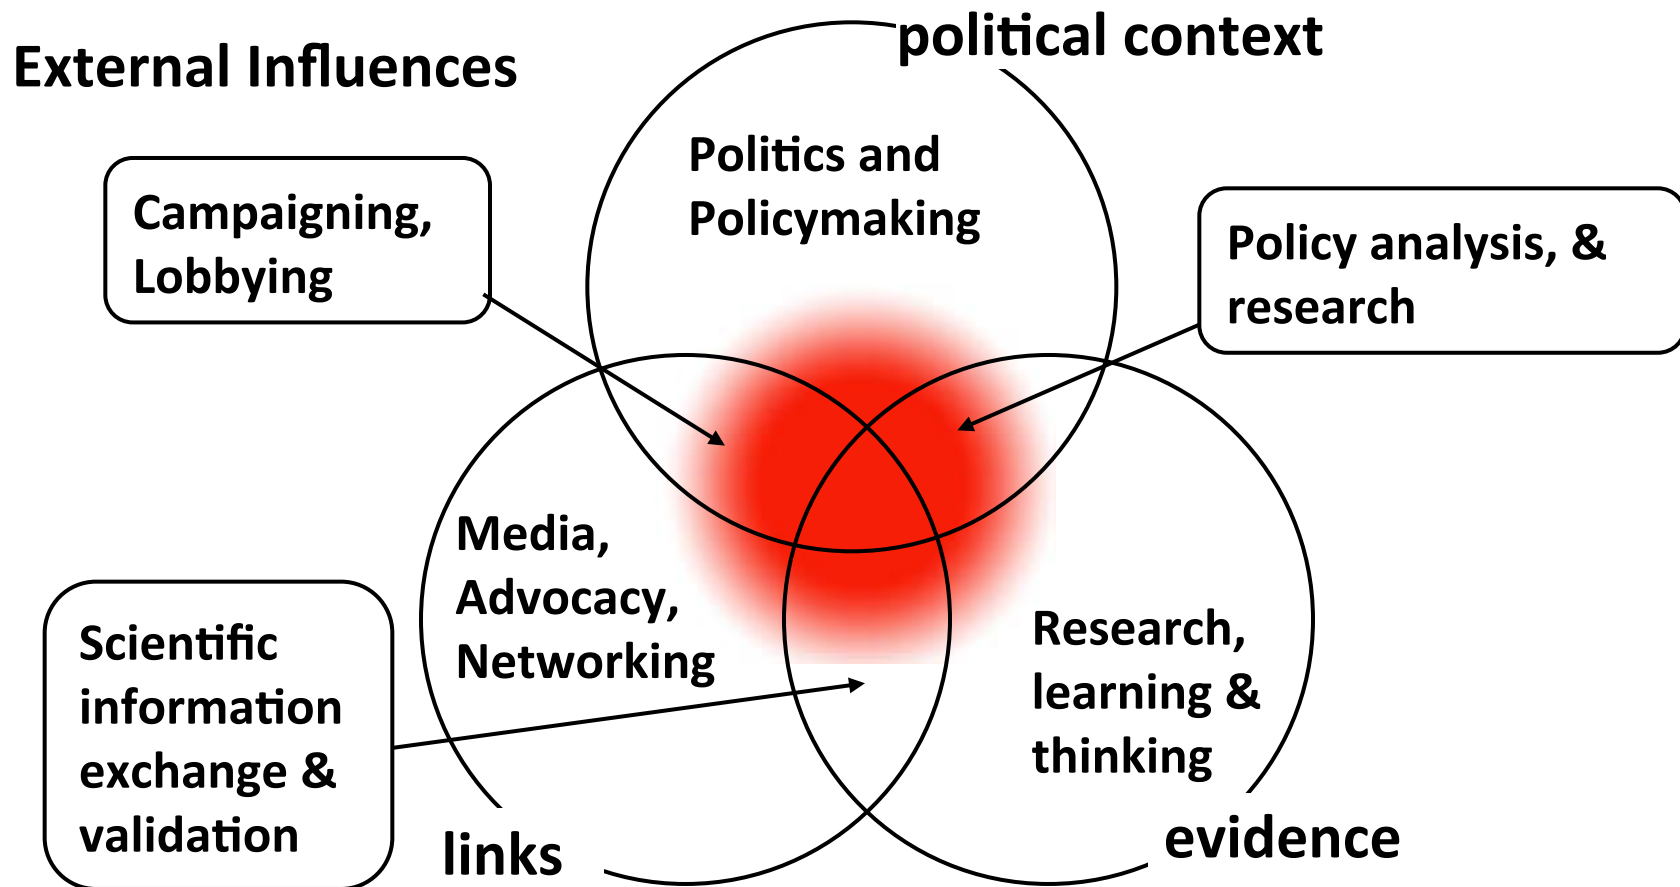 political context
External Influences
Politics and
Policymaking
Campaigning,
Lobbying
Policy analysis, &
research
Media,
Advocacy,
Networking
Scientific
information
exchange &
validation
Research,
learning &
thinking
links
evidence